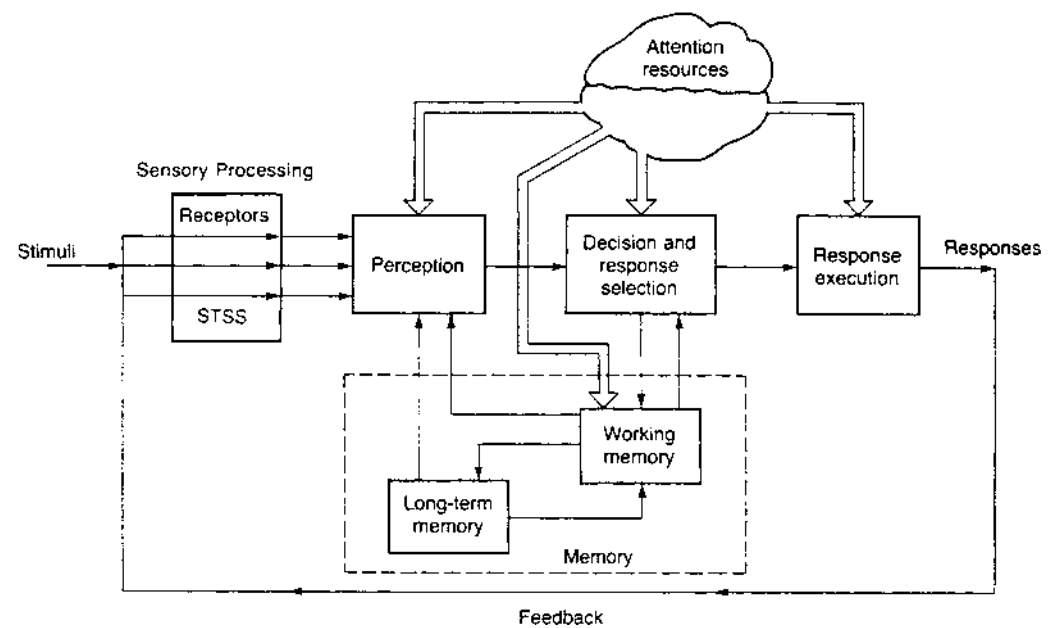 Attention
resources
Sensory Processing
Receptors
STSS
Stimuli
Perception
Decision and
response
selection
Response
execution
Responses
Working
memory
Long-term
memory
Memory
Feedback